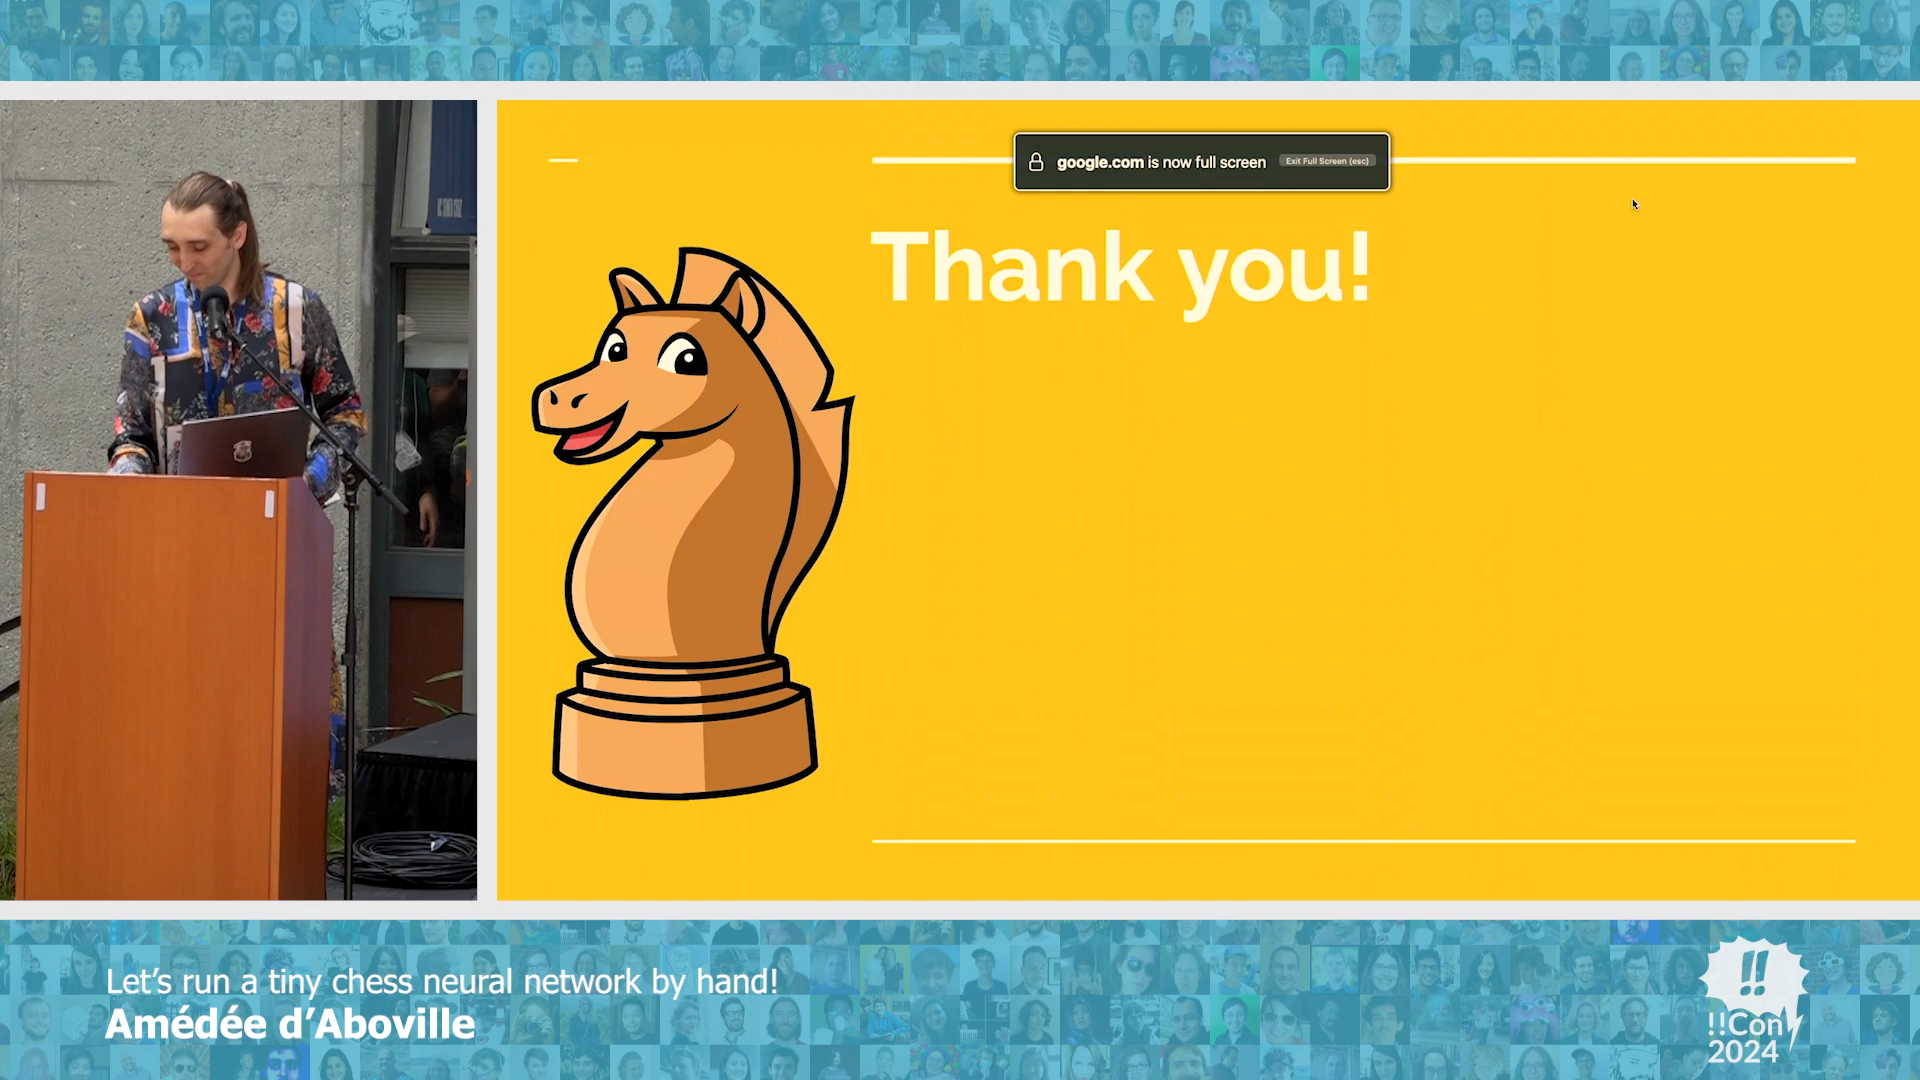 google.com is now full screen
Exit Full Screen (esc)
Thank you!
Let's run a tiny chess neural network by hand!
Amédée d'Aboville
!!
!!Con
2024